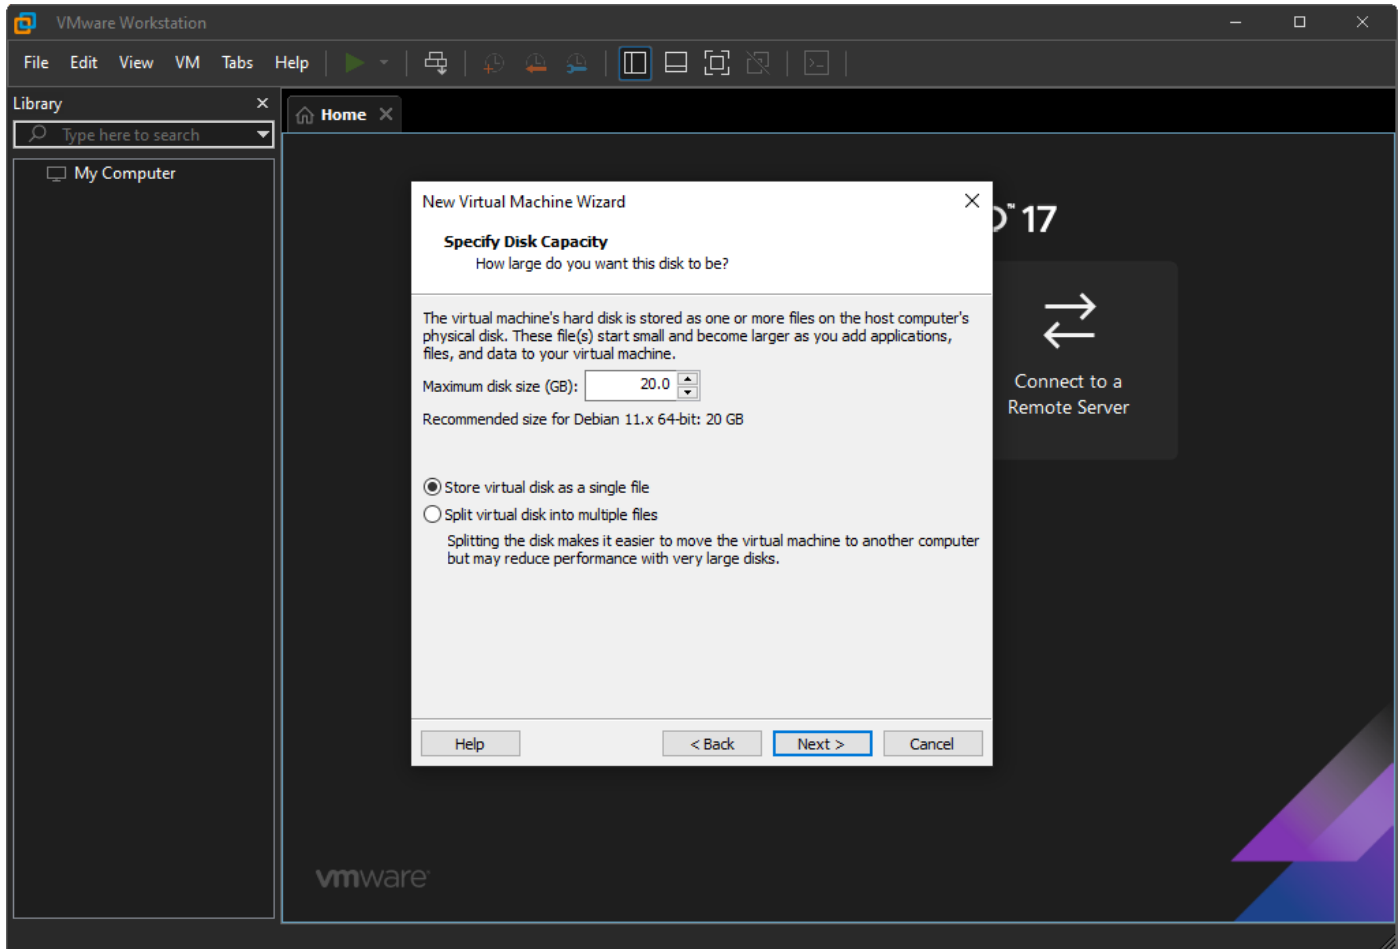 VMware Workstation
File Edit View VM Tabs Help
Library
Type here to search
My Computer
Home
™ 17
New Virtual Machine Wizard
Specify Disk Capacity
How large do you want this disk to be?
The virtual machine's hard disk is stored as one or more files on the host computer's
physical disk. These file(s) start small and become larger as you add applications,
files, and data to your virtual machine.
Maximum disk size (GB): 20.0
Recommended size for Debian 11.x 64-bit: 20 GB
Store virtual disk as a single file
Split virtual disk into multiple files
Splitting the disk makes it easier to move the virtual machine to another computer
but may reduce performance with very large disks.
Help < Back Next > Cancel
Connect to a
Remote Server
vmware